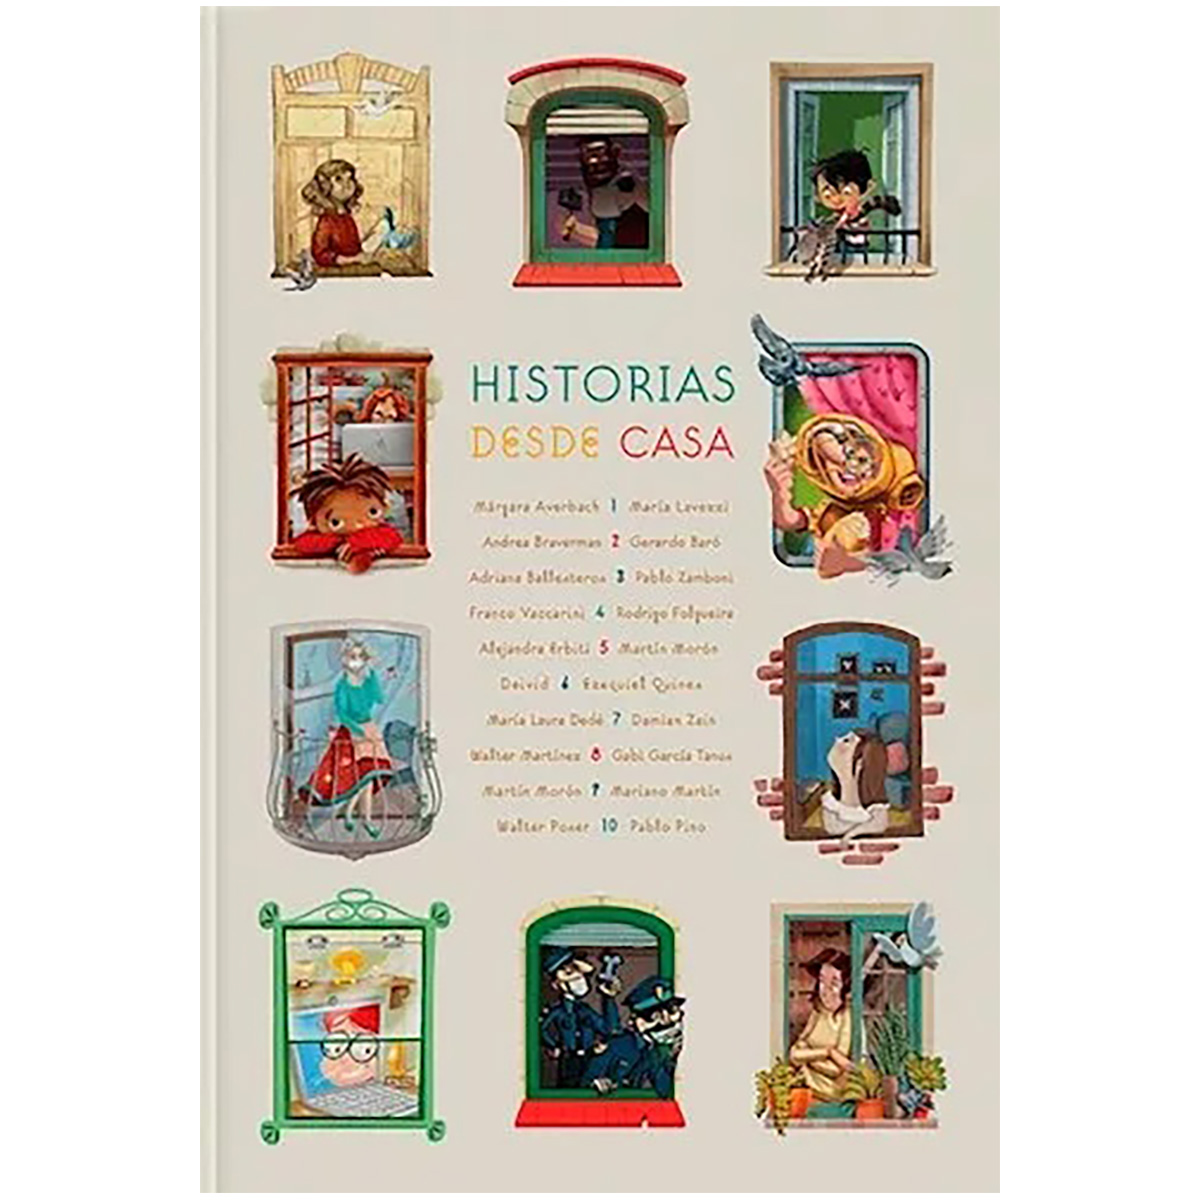 HISTORIAS
DESDE CASA
Márgara Averbach 1 María Lavezzi
Andrea Braverman 2 Gerardo Baró
Adriana Ballesteros 3 Pablo Zamboni
Franco Vaccarini 4 Rodrigo Folgueira
Alejandra Erbiti 5 Martín Morón
Deivid 6 Ezequiel Quines
María Laura Dedé 7 Damian Zain
Walter Martínez 8 Gabi García Tanus
Martín Morón 9 Mariano Martín
Walter Poser 10 Pablo Pino